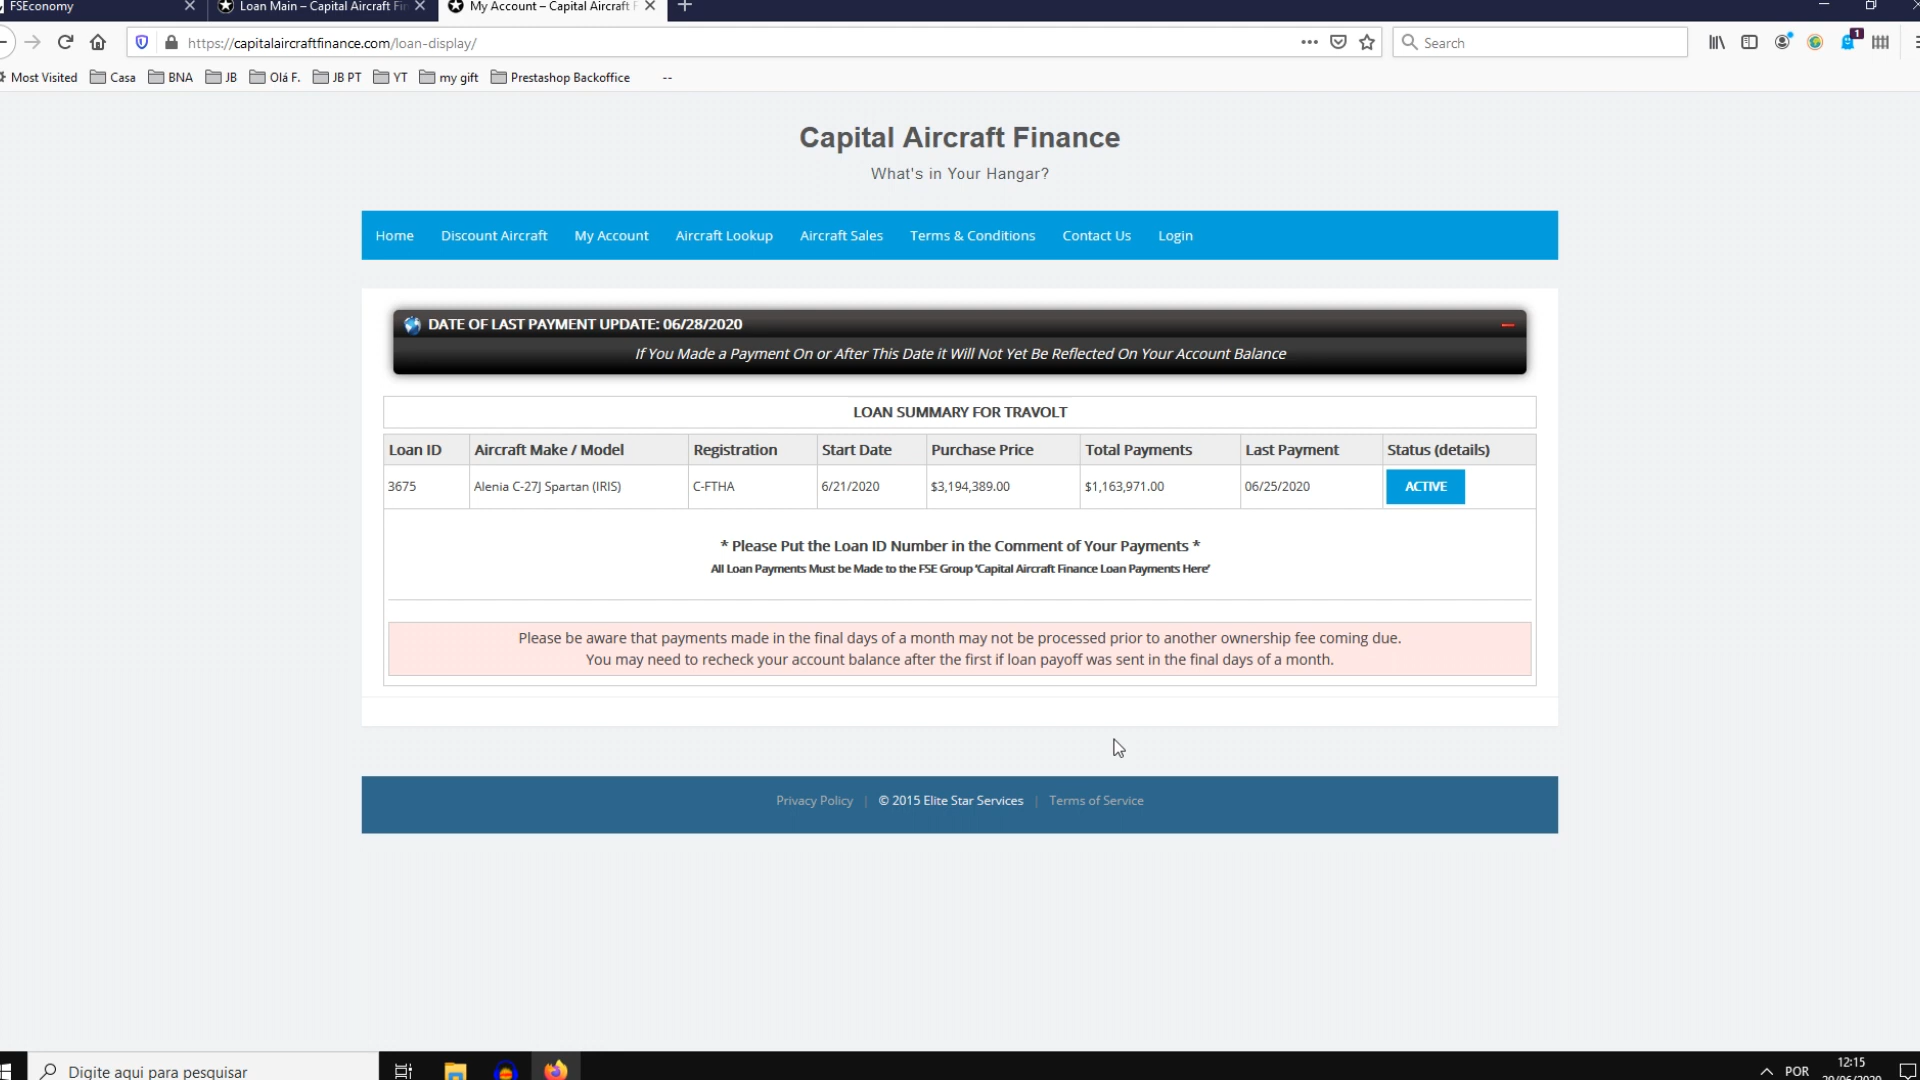 FSEconomy
Loan Main – Capital Aircraft Fin
My Account – Capital Aircraft F
https://capitalaircraftfinance.com/loan-display/
Search
1
Most Visited
Casa
BNA
JB
Olá F.
JB PT
YT
my gift
Prestashop Backoffice
--
Capital Aircraft Finance
What's in Your Hangar?
Home
Discount Aircraft
My Account
Aircraft Lookup
Aircraft Sales
Terms & Conditions
Contact Us
Login
DATE OF LAST PAYMENT UPDATE: 06/28/2020
If You Made a Payment On or After This Date it Will Not Yet Be Reflected On Your Account Balance
LOAN SUMMARY FOR TRAVOLT
Loan ID Aircraft Make / Model Registration Start Date Purchase Price Total Payments Last Payment Status (details)
3675 Alenia C-27J Spartan (IRIS) C-FTHA 6/21/2020 $3,194,389.00 $1,163,971.00 06/25/2020 ACTIVE
* Please Put the Loan ID Number in the Comment of Your Payments *
All Loan Payments Must be Made to the FSE Group 'Capital Aircraft Finance Loan Payments Here'
Please be aware that payments made in the final days of a month may not be processed prior to another ownership fee coming due.
You may need to recheck your account balance after the first if loan payoff was sent in the final days of a month.
Privacy Policy | © 2015 Elite Star Services | Terms of Service
Digite aqui para pesquisar
POR
12:15